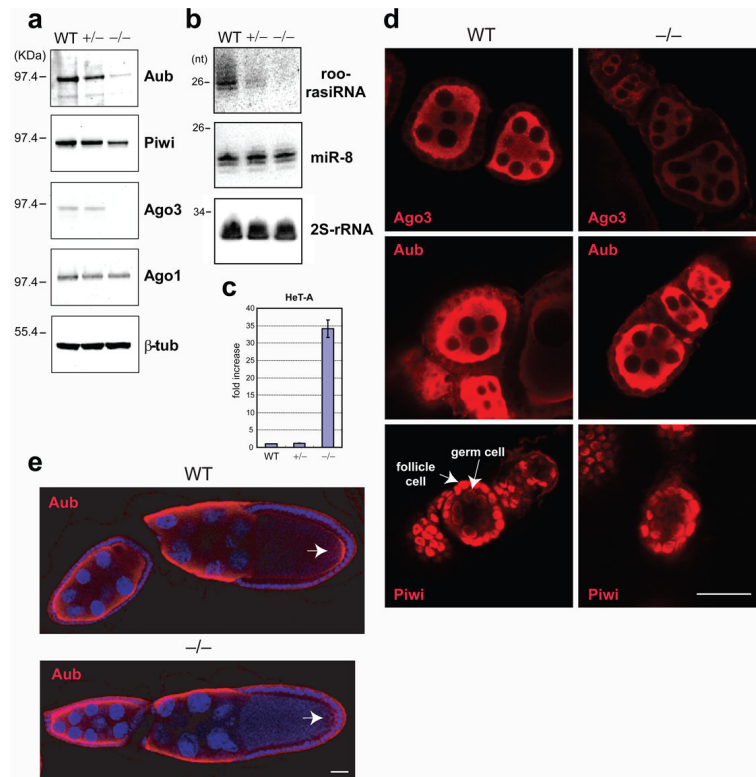 a
WT +/− −/−
(KDa)
97.4
Aub
97.4
Piwi
97.4
Ago3
97.4
Ago1
55.4
β-tub
b
WT +/− −/−
(nt)
26
roo-
rasiRNA
26
miR-8
34
2S-rRNA
c
HeT-A
fold increase
40
35
30
25
20
15
10
5
0
WT +/− −/−
d
WT −/−
Ago3 Ago3
Aub Aub
germ cell
follicle
cell
Piwi Piwi
e
WT
Aub
−/−
Aub